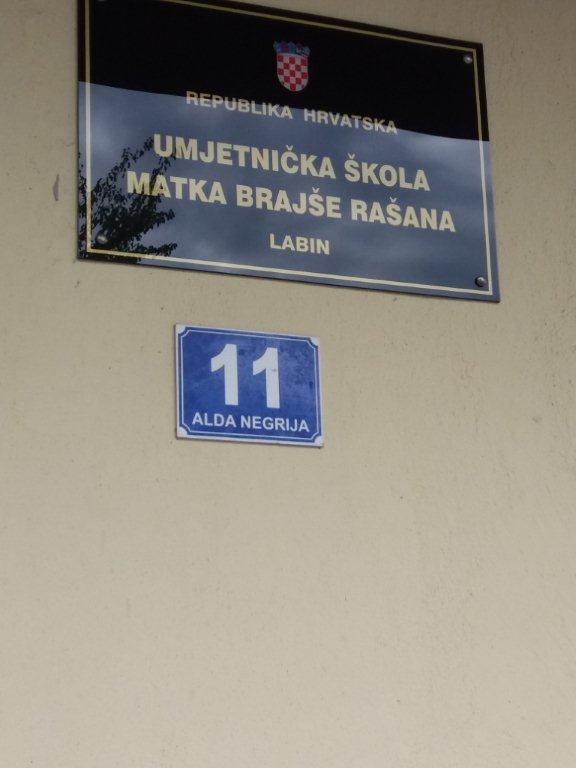 REPUBLIKA HRVATSKA
UMJETNIČKA ŠKOLA
MATKA BRAJŠE RAŠANA
LABIN
11
ALDA NEGRIJA